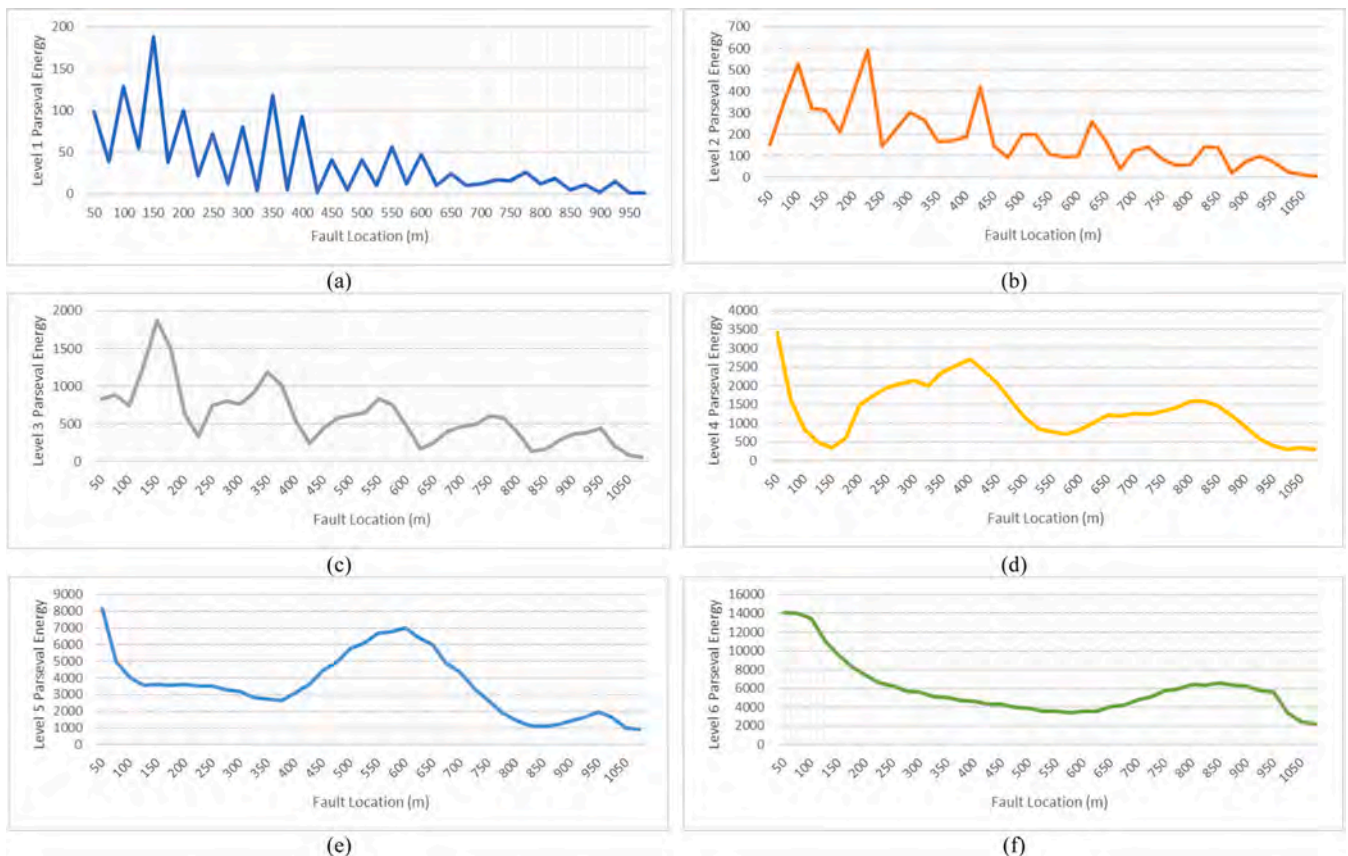 Level 1 Parseval Energy
200
150
100
50
0
50 100 150 200 250 300 350 400 450 500 550 600 650 700 750 800 850 900 950
Fault Location (m)
(a)
Level 2 Parseval Energy
700
600
500
400
300
200
100
0
50 100 150 200 250 300 350 400 450 500 550 600 650 700 750 800 850 900 950 1050
Fault Location (m)
(b)
Level 3 Parseval Energy
2000
1500
1000
500
0
50 100 150 200 250 300 350 400 450 500 550 600 650 700 750 800 850 900 950 1050
Fault Location (m)
(c)
Level 4 Parseval Energy
4000
3500
3000
2500
2000
1500
1000
500
0
50 100 150 200 250 300 350 400 450 500 550 600 650 700 750 800 850 900 950 1050
Fault Location (m)
(d)
Level 5 Parseval Energy
9000
8000
7000
6000
5000
4000
3000
2000
1000
0
50 100 150 200 250 300 350 400 450 500 550 600 650 700 750 800 850 900 950 1050
Fault Location (m)
(e)
Level 6 Parseval Energy
16000
14000
12000
10000
8000
6000
4000
2000
0
50 100 150 200 250 300 350 400 450 500 550 600 650 700 750 800 850 900 950 1050
Fault Location (m)
(f)